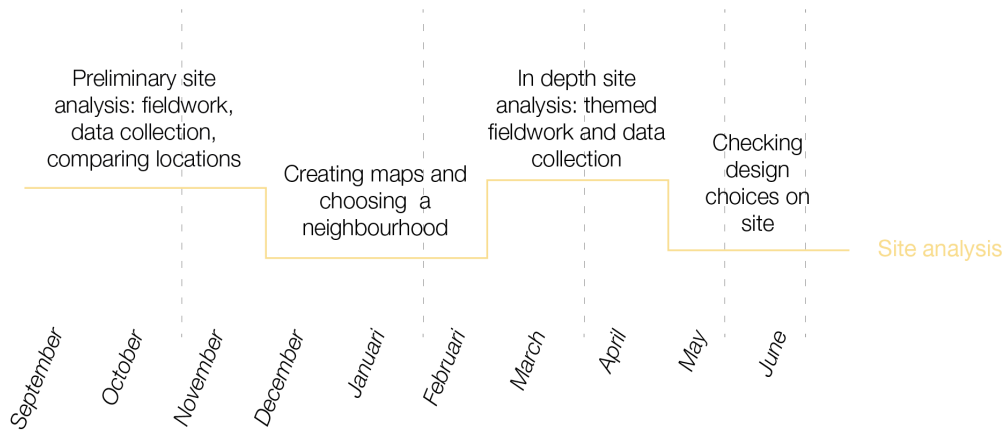 Preliminary site
analysis: fieldwork,
data collection,
comparing locations
Creating maps and
choosing a
neighbourhood
In depth site
analysis: themed
fieldwork and data
collection
Checking
design
choices on
site
Site analysis
September
October
November
December
Januari
Februari
March
April
May
June